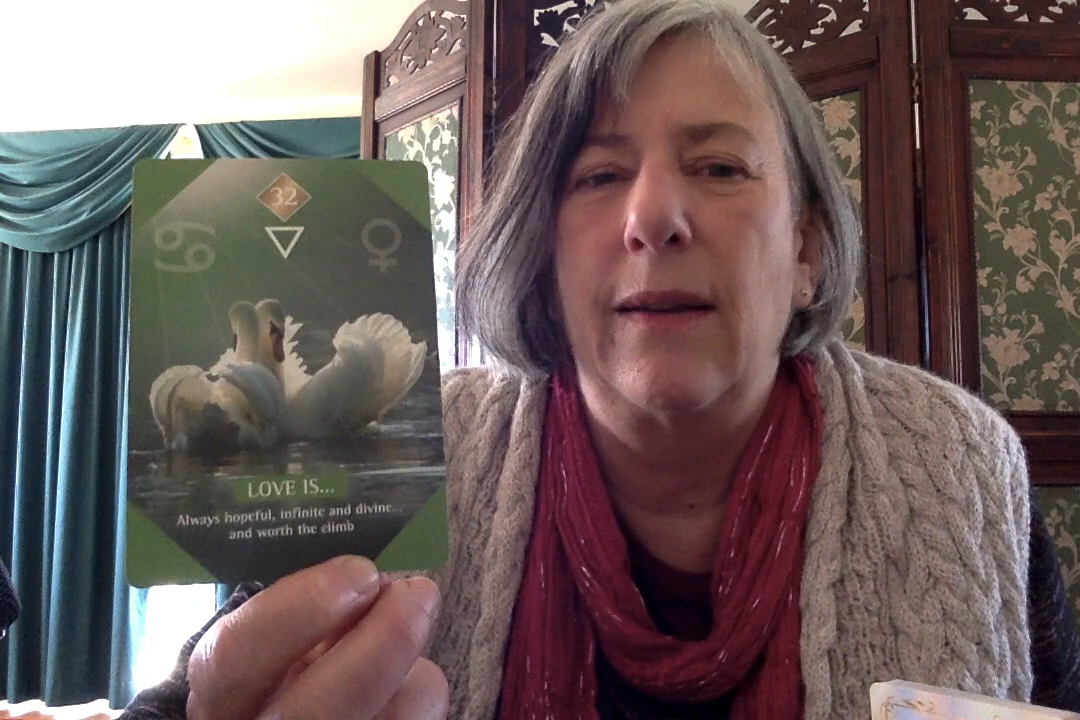 32
LOVE IS...
Always hopeful, infinite and divine...
and worth the climb